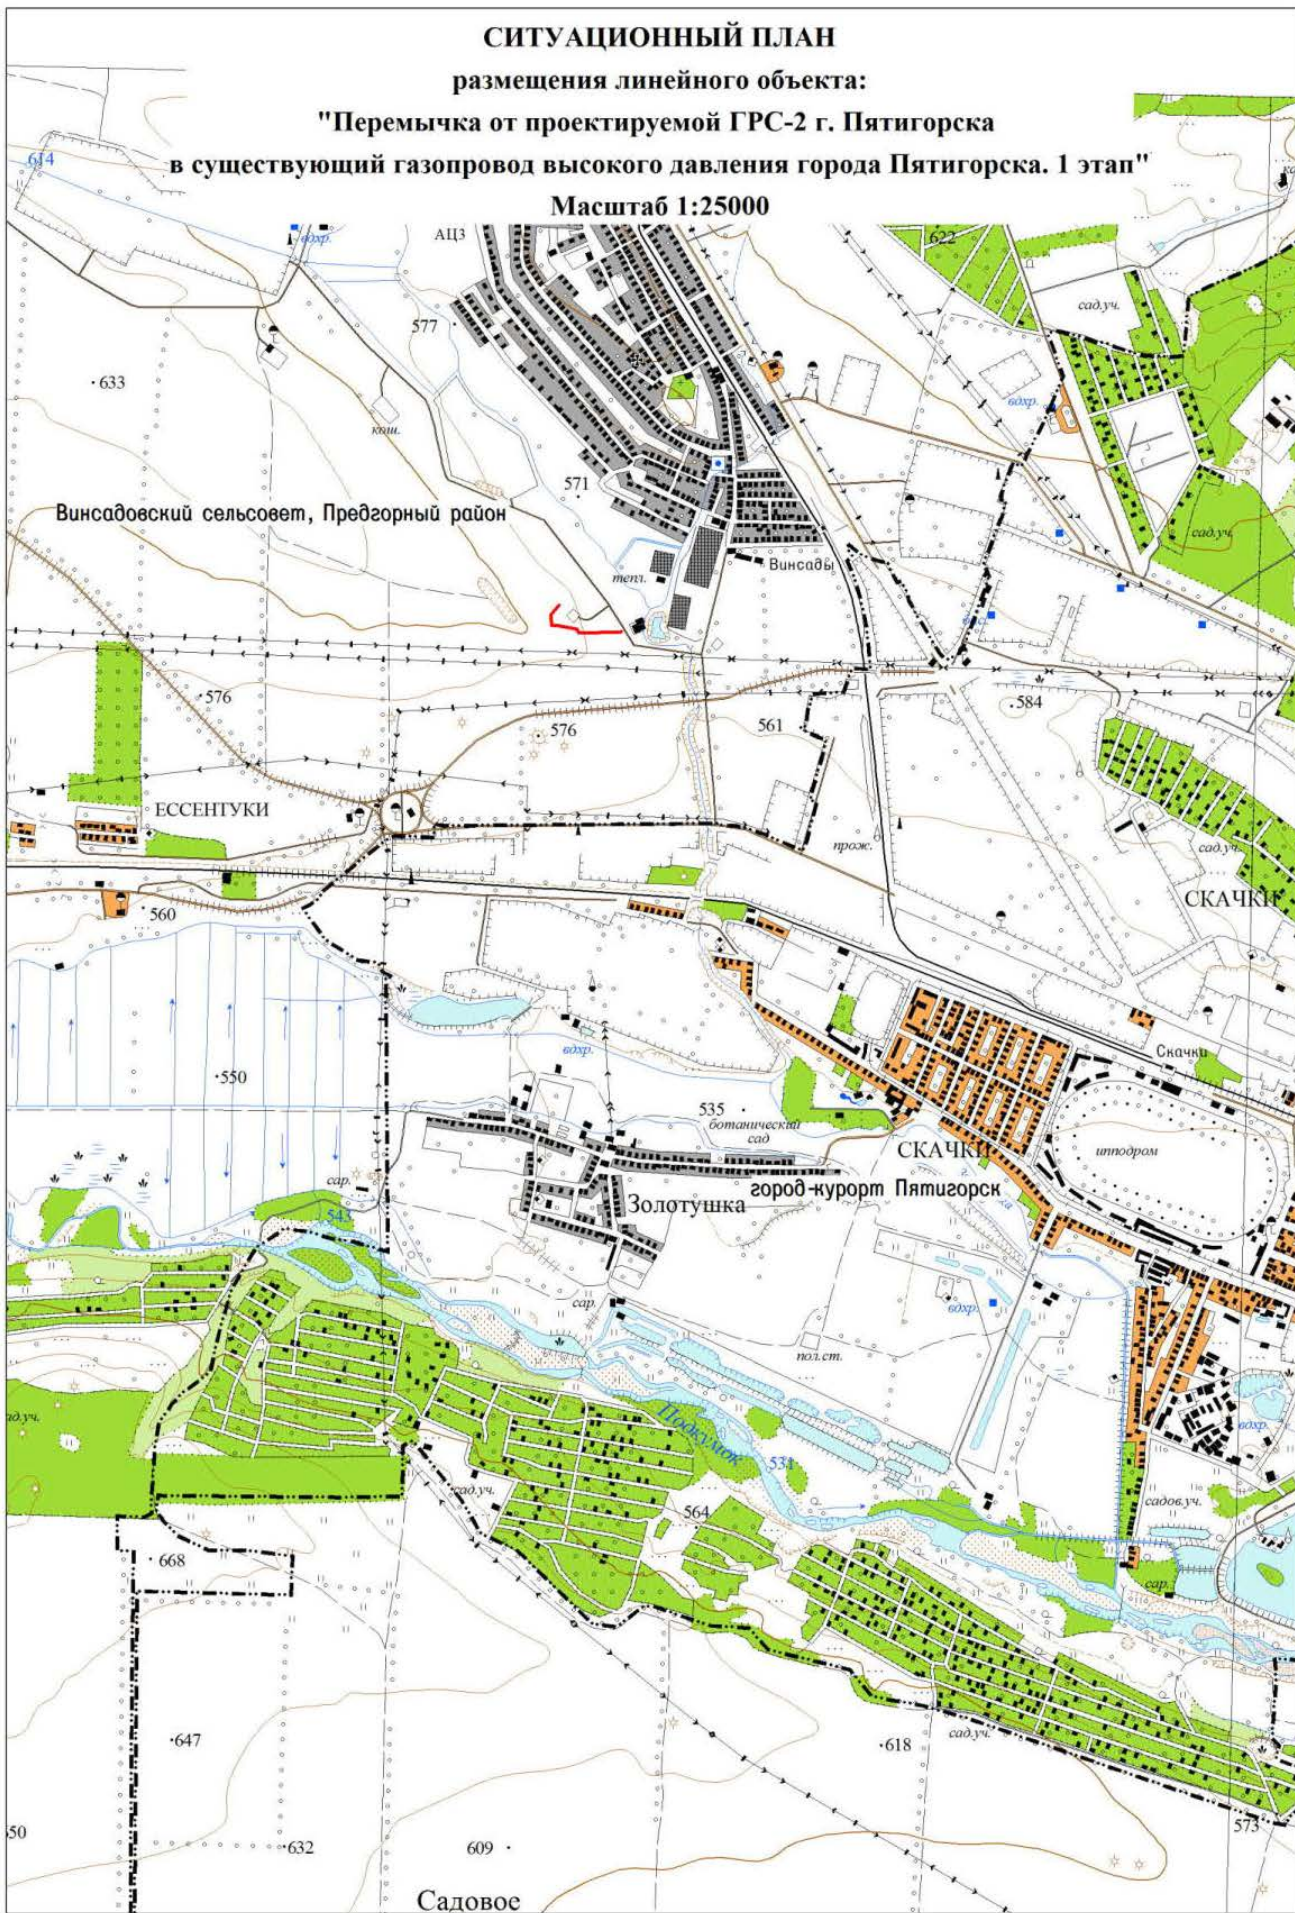 СИТУАЦИОННЫЙ ПЛАН
размещения линейного объекта:
"Перемычка от проектируемой ГРС-2 г. Пятигорска
в существующий газопровод высокого давления города Пятигорска. 1 этап"
Масштаб 1:25000
614
вдхр.
АЦЗ
622
сад.уч.
577
633
вдхр.
кош.
571
Винсадовский сельсовет, Предгорный район
сад.уч.
Винсады
тепл.
576
584
561
576
ЕССЕНТУКИ
прож.
сад.уч.
СКАЧКИ
560
вдхр.
Скачки
550
535
ботанический
сад
СКАЧКИ
ипподром
сар.
город-курорт Пятигорск
Золотушка
543
сар.
вдхр.
пол.ст.
Подкумок
вдхр.
531
сад.уч.
564
садов.уч.
668
сар.
647
618
сад.уч.
573
632
609
Садовое